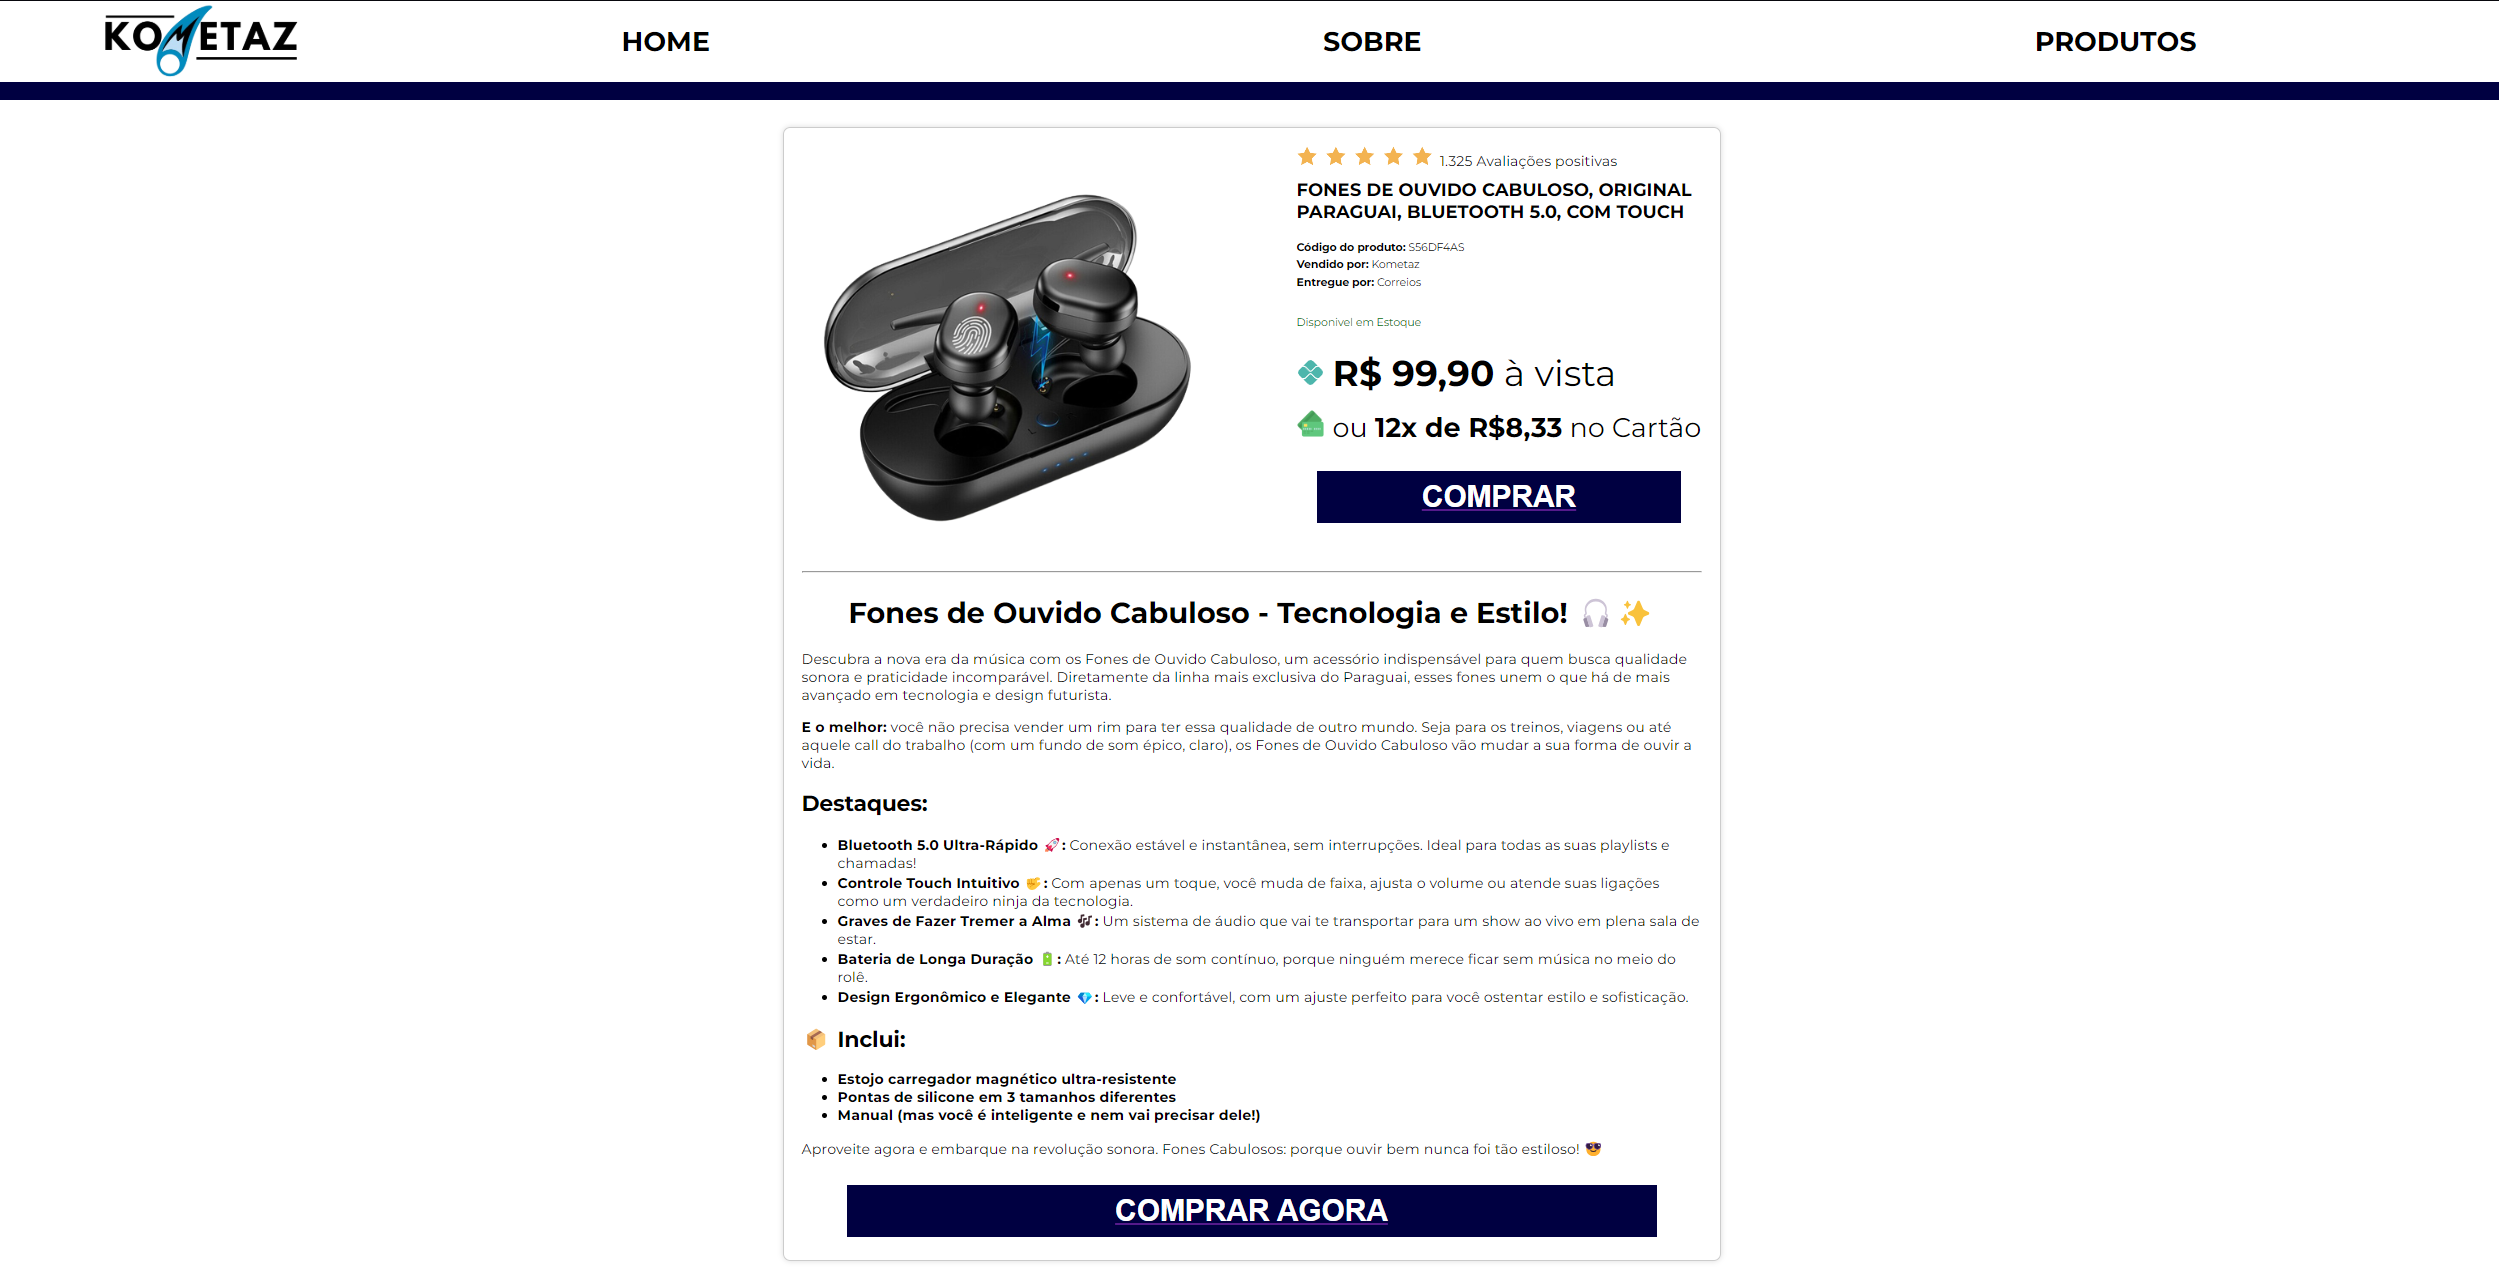 KOMETAZ
HOME
SOBRE
PRODUTOS
1.325 Avaliações positivas
FONES DE OUVIDO CABULOSO, ORIGINAL
PARAGUAI, BLUETOOTH 5.0, COM TOUCH
Código do produto: S56DF4AS
Vendido por: Kometaz
Entregue por: Correios
Disponível em Estoque
R$ 99,90 à vista
ou 12x de R$8,33 no Cartão
COMPRAR
Fones de Ouvido Cabuloso - Tecnologia e Estilo! 🎧 ✨
Descubra a nova era da música com os Fones de Ouvido Cabuloso, um acessório indispensável para quem busca qualidade
sonora e praticidade incomparável. Diretamente da linha mais exclusiva do Paraguai, esses fones unem o que há de mais
avançado em tecnologia e design futurista.
E o melhor: você não precisa vender um rim para ter essa qualidade de outro mundo. Seja para os treinos, viagens ou até
aquele call do trabalho (com um fundo de som épico, claro), os Fones de Ouvido Cabuloso vão mudar a sua forma de ouvir a
vida.
Destaques:
• Bluetooth 5.0 Ultra-Rápido 🚀: Conexão estável e instantânea, sem interrupções. Ideal para todas as suas playlists e
chamadas!
• Controle Touch Intuitivo ✊: Com apenas um toque, você muda de faixa, ajusta o volume ou atende suas ligações
como um verdadeiro ninja da tecnologia.
• Graves de Fazer Tremer a Alma 🎶: Um sistema de áudio que vai te transportar para um show ao vivo em plena sala de
estar.
• Bateria de Longa Duração 🔋: Até 12 horas de som contínuo, porque ninguém merece ficar sem música no meio do
rolê.
• Design Ergonômico e Elegante 💎: Leve e confortável, com um ajuste perfeito para você ostentar estilo e sofisticação.
📦 Inclui:
• Estojo carregador magnético ultra-resistente
• Pontas de silicone em 3 tamanhos diferentes
• Manual (mas você é inteligente e nem vai precisar dele!)
Aproveite agora e embarque na revolução sonora. Fones Cabulosos: porque ouvir bem nunca foi tão estiloso! 😎
COMPRAR AGORA